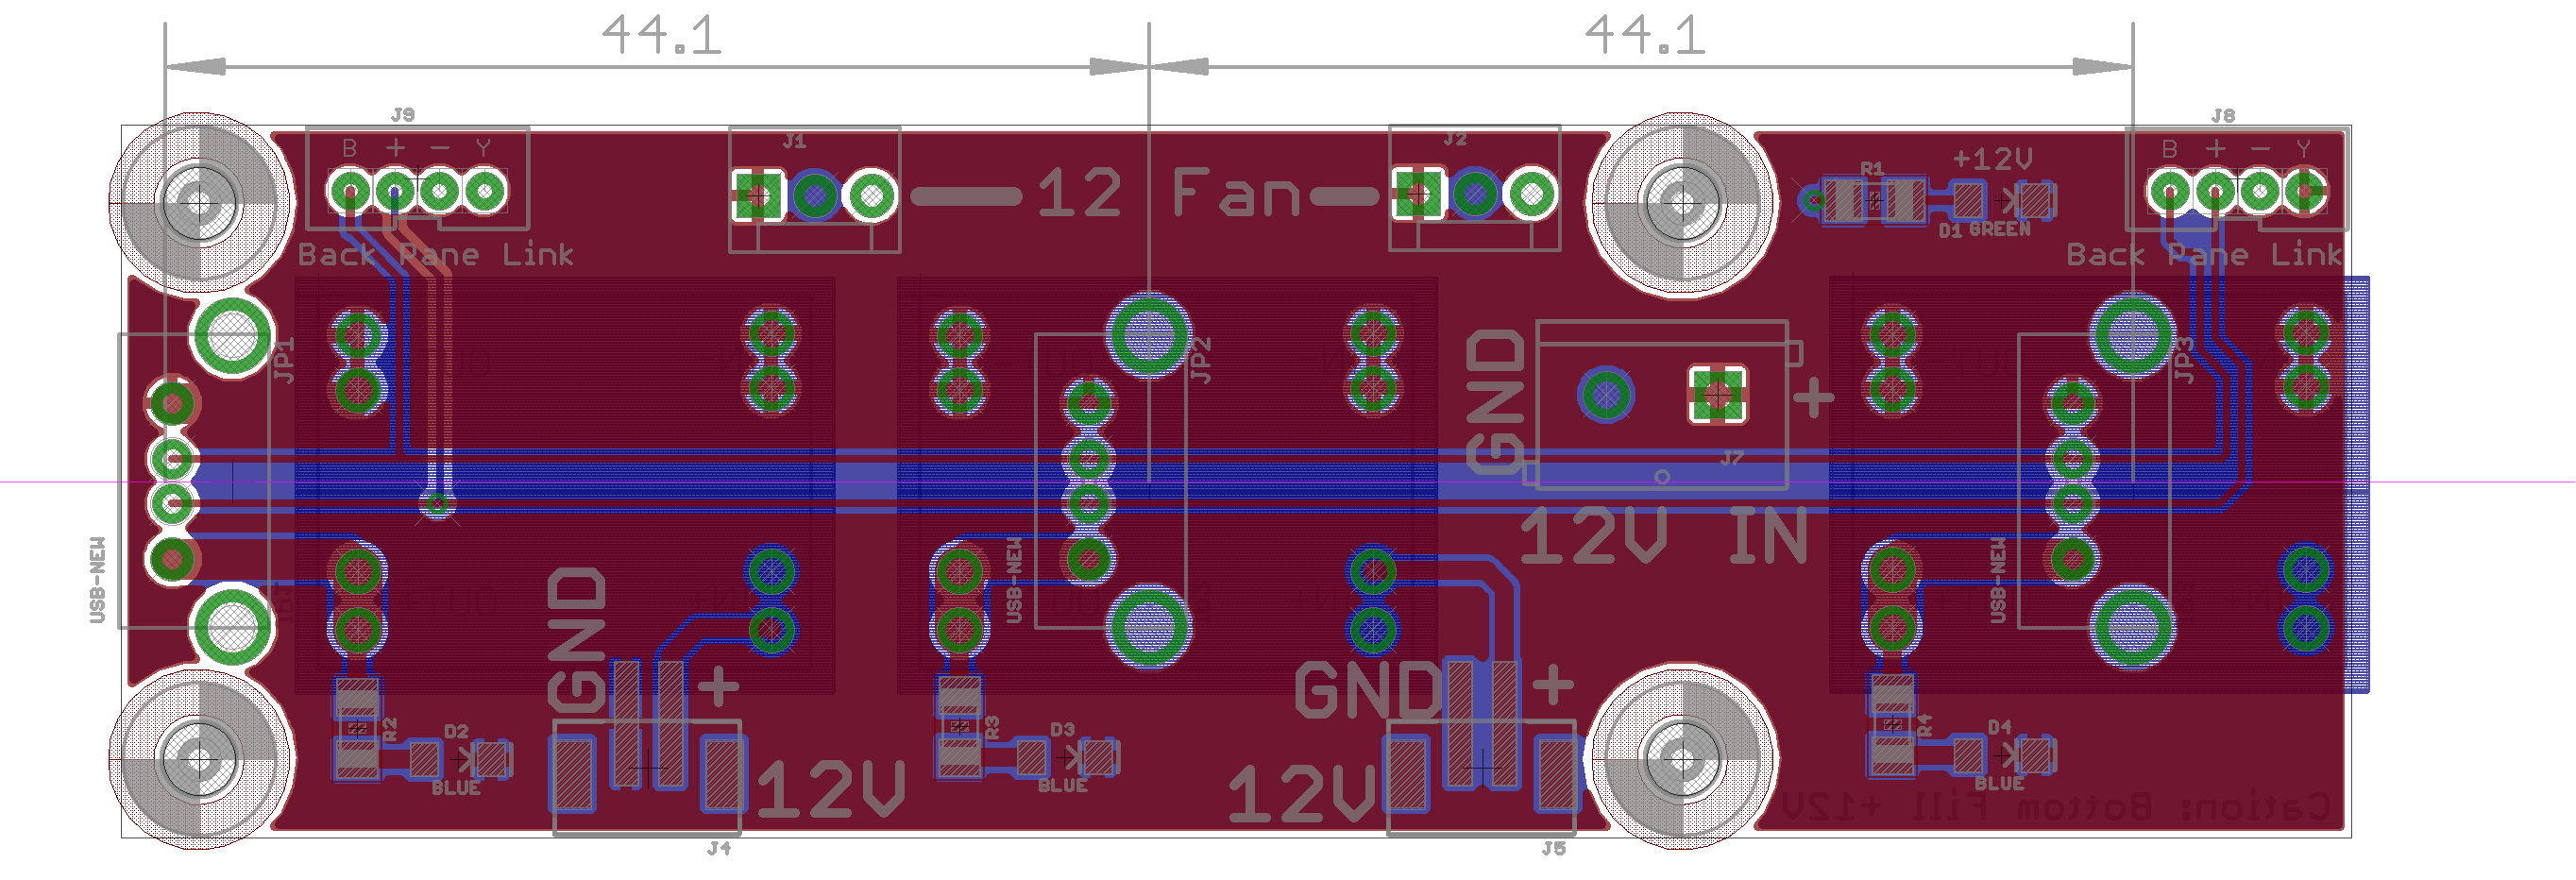 44.1
44.1
J9
J1
J2
J8
B + - Y
12 Fan
R1
+12V
B + - Y
D1 GREEN
Back Pane Link
Back Pane Link
JP1
JP2
GND
+
JP3
J7
12V IN
USB-NEW
GND
+
USB-NEW
GND
+
USB-NEW
R2
D2
BLUE
12V
R3
D3
BLUE
12V
R4
D4
BLUE
Cation: Bottom Fill +12V
J4
J5